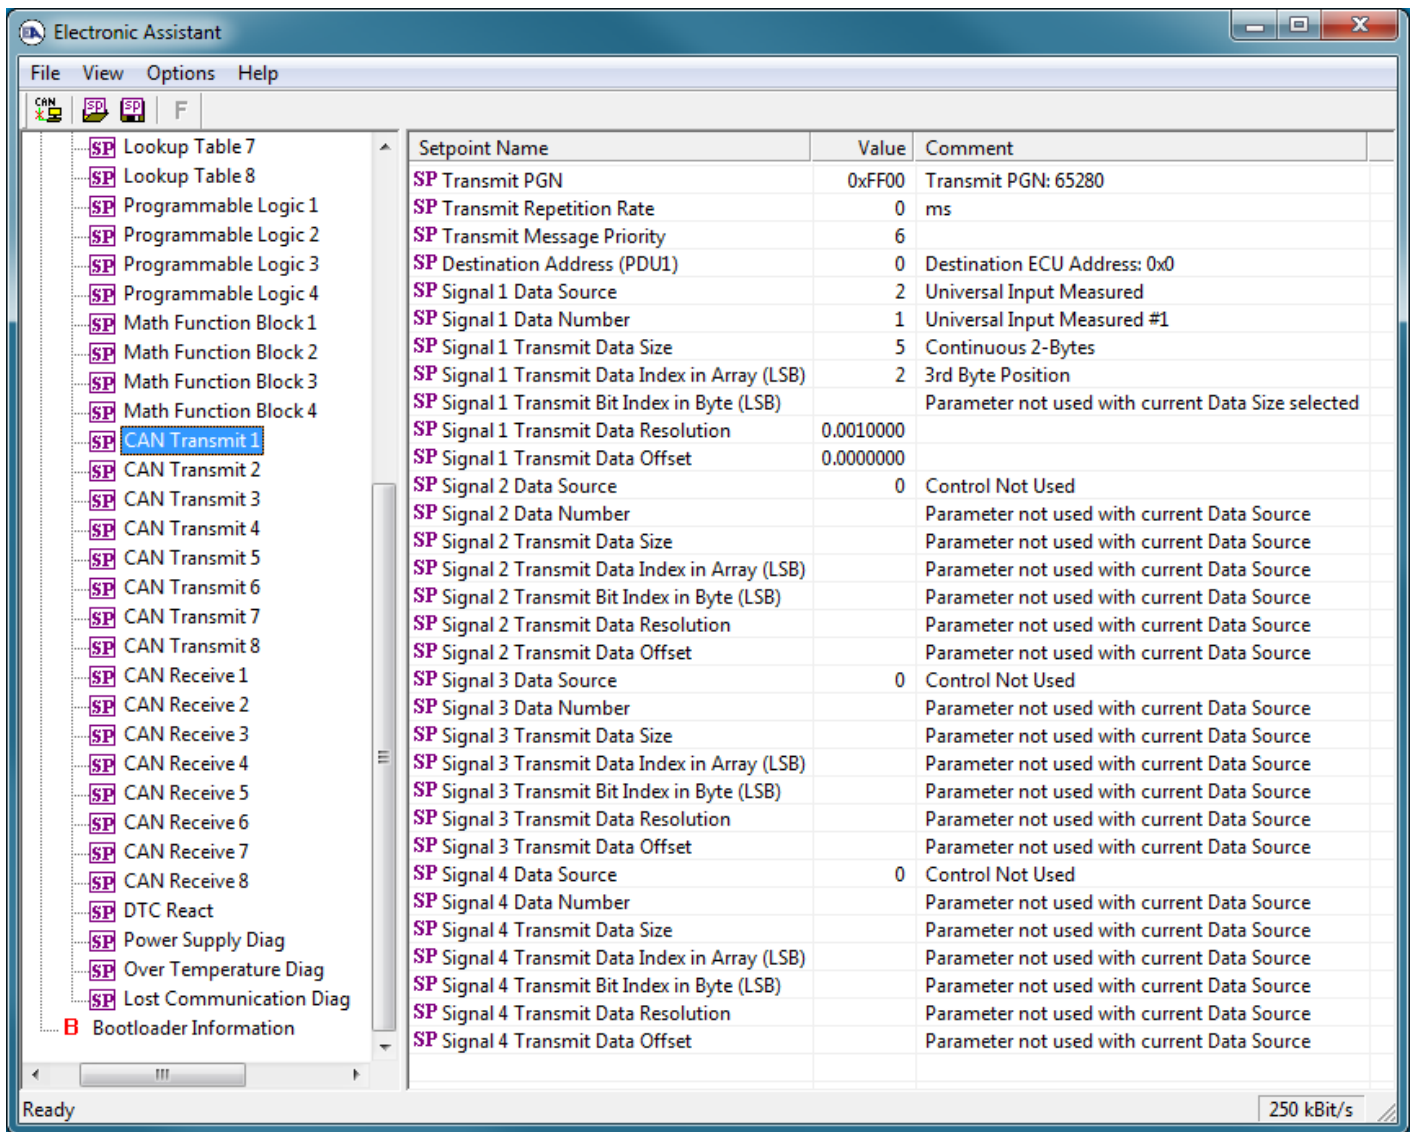 Electronic Assistant
File View Options Help
CAN SP SP F
SP Lookup Table 7
SP Lookup Table 8
SP Programmable Logic 1
SP Programmable Logic 2
SP Programmable Logic 3
SP Programmable Logic 4
SP Math Function Block 1
SP Math Function Block 2
SP Math Function Block 3
SP Math Function Block 4
SP CAN Transmit 1
SP CAN Transmit 2
SP CAN Transmit 3
SP CAN Transmit 4
SP CAN Transmit 5
SP CAN Transmit 6
SP CAN Transmit 7
SP CAN Transmit 8
SP CAN Receive 1
SP CAN Receive 2
SP CAN Receive 3
SP CAN Receive 4
SP CAN Receive 5
SP CAN Receive 6
SP CAN Receive 7
SP CAN Receive 8
SP DTC React
SP Power Supply Diag
SP Over Temperature Diag
SP Lost Communication Diag
B Bootloader Information
Setpoint Name Value Comment
SP Transmit PGN 0xFF00 Transmit PGN: 65280
SP Transmit Repetition Rate 0 ms
SP Transmit Message Priority 6
SP Destination Address (PDU1) 0 Destination ECU Address: 0x0
SP Signal 1 Data Source 2 Universal Input Measured
SP Signal 1 Data Number 1 Universal Input Measured #1
SP Signal 1 Transmit Data Size 5 Continuous 2-Bytes
SP Signal 1 Transmit Data Index in Array (LSB) 2 3rd Byte Position
SP Signal 1 Transmit Bit Index in Byte (LSB) Parameter not used with current Data Size selected
SP Signal 1 Transmit Data Resolution 0.0010000
SP Signal 1 Transmit Data Offset 0.0000000
SP Signal 2 Data Source 0 Control Not Used
SP Signal 2 Data Number Parameter not used with current Data Source
SP Signal 2 Transmit Data Size Parameter not used with current Data Source
SP Signal 2 Transmit Data Index in Array (LSB) Parameter not used with current Data Source
SP Signal 2 Transmit Bit Index in Byte (LSB) Parameter not used with current Data Source
SP Signal 2 Transmit Data Resolution Parameter not used with current Data Source
SP Signal 2 Transmit Data Offset Parameter not used with current Data Source
SP Signal 3 Data Source 0 Control Not Used
SP Signal 3 Data Number Parameter not used with current Data Source
SP Signal 3 Transmit Data Size Parameter not used with current Data Source
SP Signal 3 Transmit Data Index in Array (LSB) Parameter not used with current Data Source
SP Signal 3 Transmit Bit Index in Byte (LSB) Parameter not used with current Data Source
SP Signal 3 Transmit Data Resolution Parameter not used with current Data Source
SP Signal 3 Transmit Data Offset Parameter not used with current Data Source
SP Signal 4 Data Source 0 Control Not Used
SP Signal 4 Data Number Parameter not used with current Data Source
SP Signal 4 Transmit Data Size Parameter not used with current Data Source
SP Signal 4 Transmit Data Index in Array (LSB) Parameter not used with current Data Source
SP Signal 4 Transmit Bit Index in Byte (LSB) Parameter not used with current Data Source
SP Signal 4 Transmit Data Resolution Parameter not used with current Data Source
SP Signal 4 Transmit Data Offset Parameter not used with current Data Source
Ready 250 kBit/s